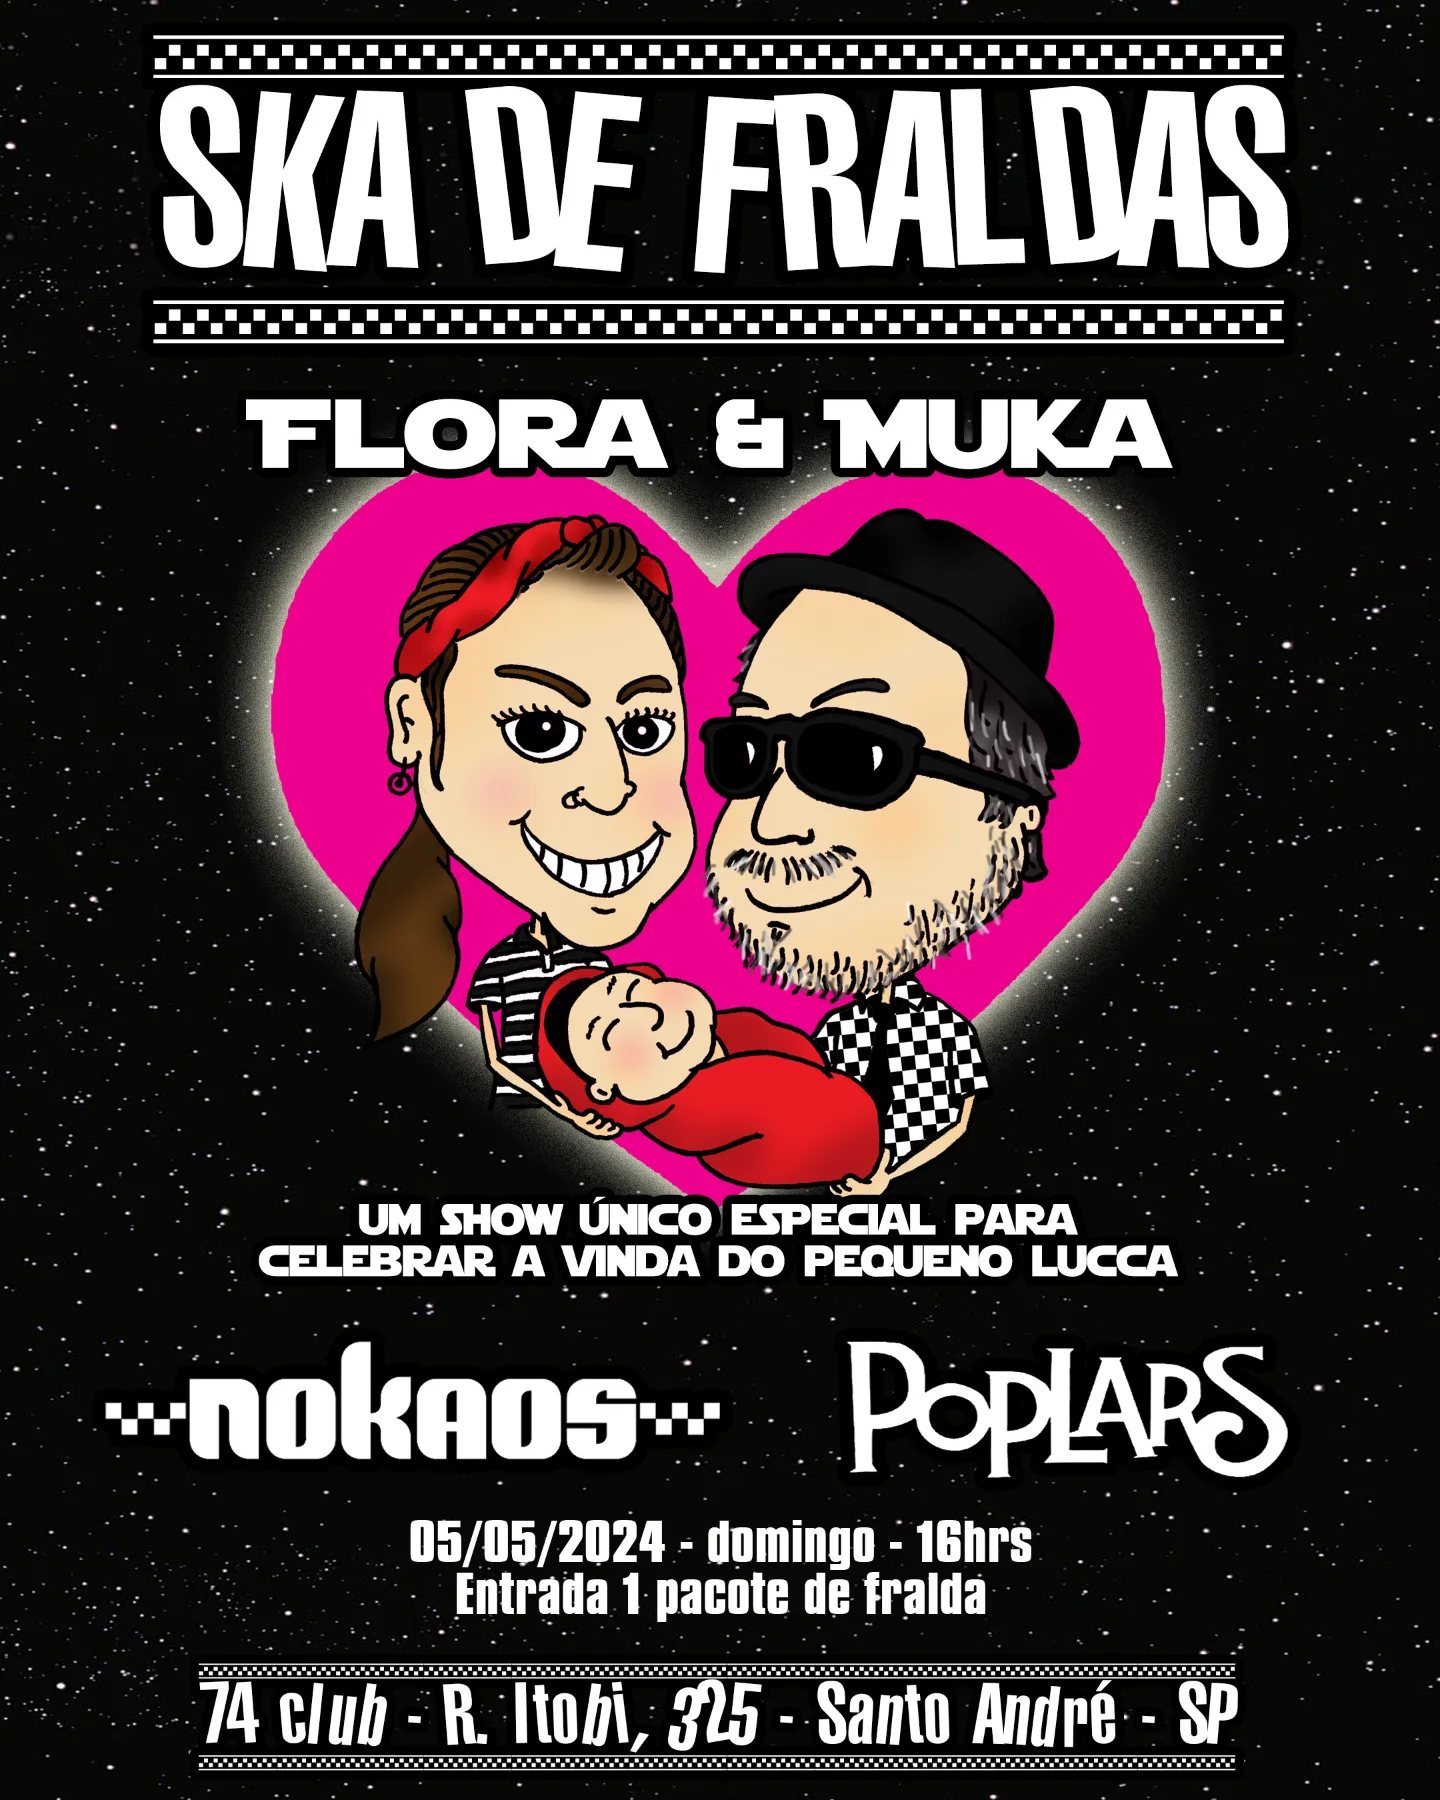 SKA DE FRALDAS
FLORA & MUKA
UM SHOW ÚNICO ESPECIAL PARA
CELEBRAR A VINDA DO PEQUENO LUCCA
NOKAOS
POPLARS
05/05/2024 - domingo - 16hrs
Entrada 1 pacote de fralda
74 club - R. Itobi, 325 - Santo André - SP